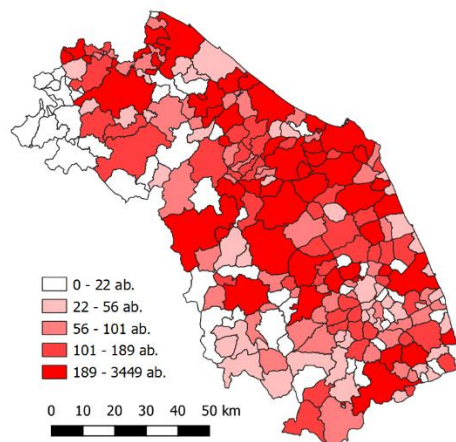 0 - 22 ab.
22 - 56 ab.
56 - 101 ab.
101 - 189 ab.
189 - 3449 ab.
0 10 20 30 40 50 km